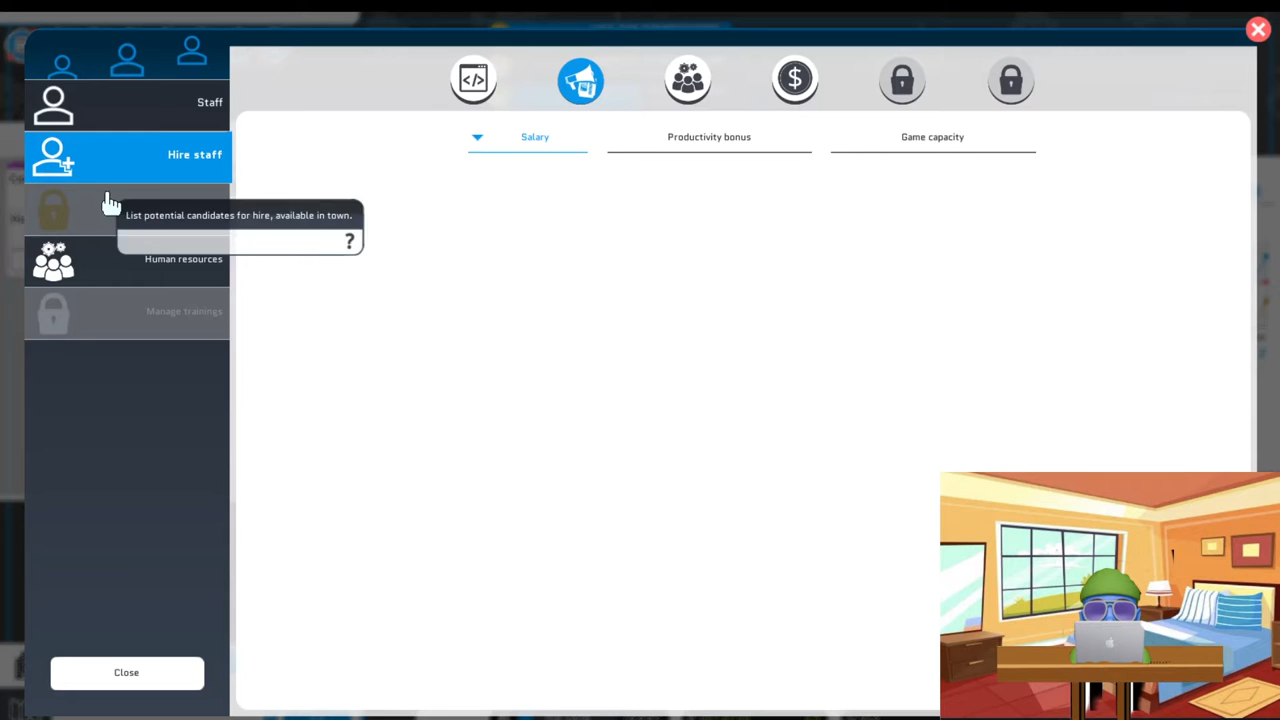 Staff
Hire staff
List potential candidates for hire, available in town.
?
Human resources
Manage trainings
Close
</>
$
Salary
Productivity bonus
Game capacity